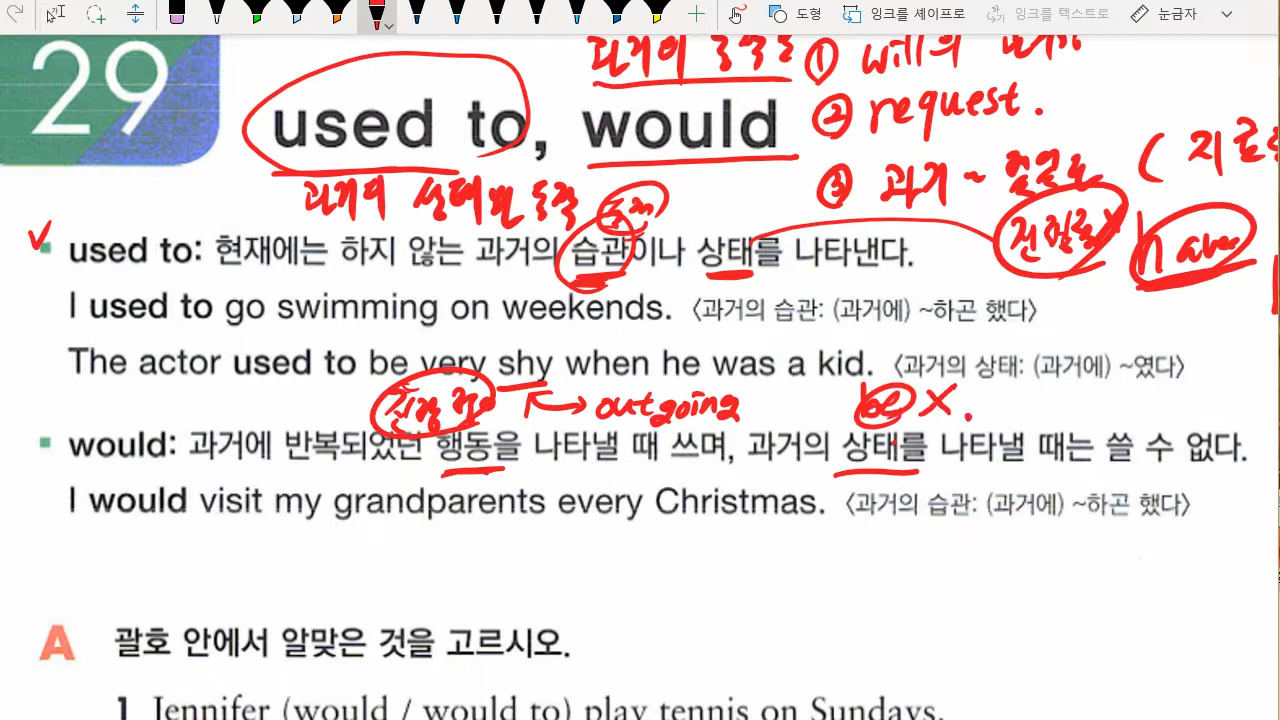 도형 잉크를 셰이프로 잉크를 텍스트로 눈금자
29
과거의 동작만 ① will의 과거
used to, would
② request.
과거의 상태와 동작
③ 과거~
have
used to: 현재에는 하지 않는 과거의 습관이나 상태를 나타낸다.
I used to go swimming on weekends. <과거의 습관: (과거에) ~하곤 했다>
The actor used to be very shy when he was a kid. <과거의 상태: (과거에) ~였다>
outgoing
be X.
would: 과거에 반복되었던 행동을 나타낼 때 쓰며, 과거의 상태를 나타낼 때는 쓸 수 없다.
I would visit my grandparents every Christmas. <과거의 습관: (과거에) ~하곤 했다>
A 괄호 안에서 알맞은 것을 고르시오.
1 Jennifer (would / would to) play tennis on Sundays.